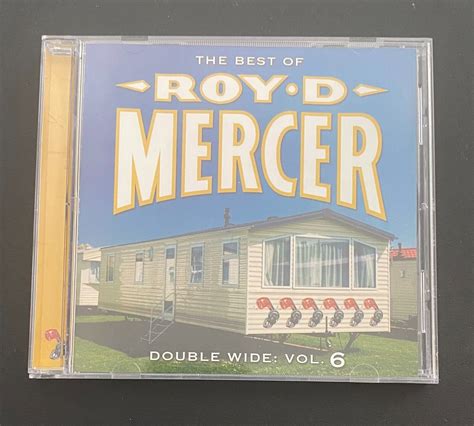 THE BEST OF
ROY·D
MERCER
DOUBLE WIDE: VOL. 6